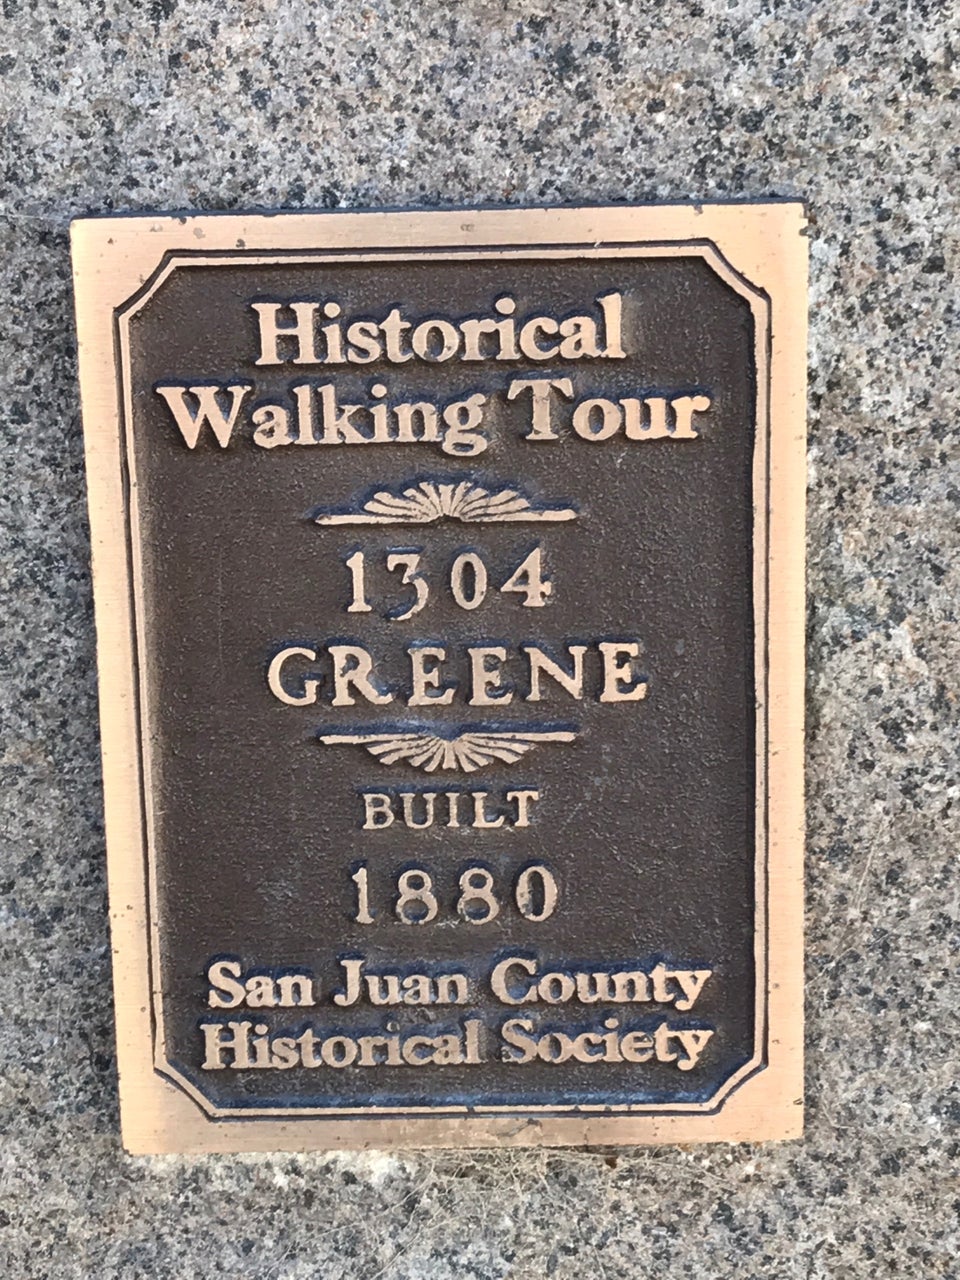 Historical
Walking Tour
1304
GREENE
BUILT
1880
San Juan County
Historical Society